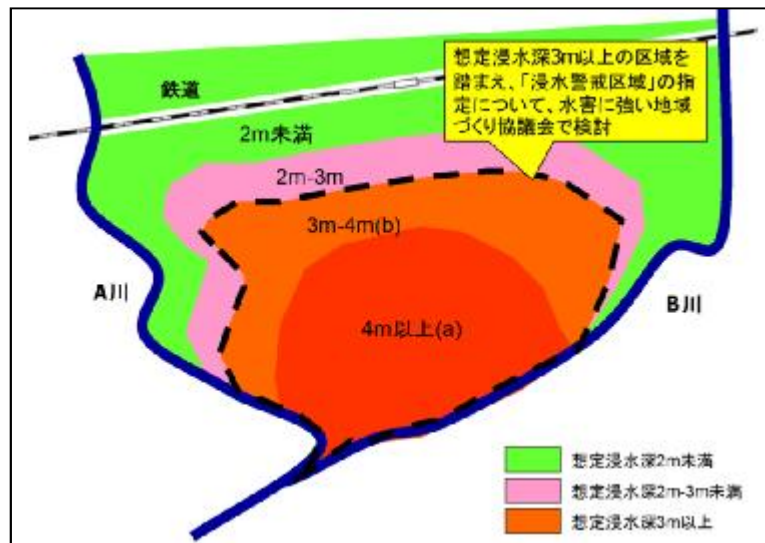 想定浸水深3m以上の区域を
踏まえ、「浸水警戒区域」の指
定について、水害に強い地域
づくり協議会で検討
鉄道
2m未満
2m-3m
3m-4m(b)
A川
B川
4m以上(a)
想定浸水深2m未満
想定浸水深2m-3m未満
想定浸水深3m以上